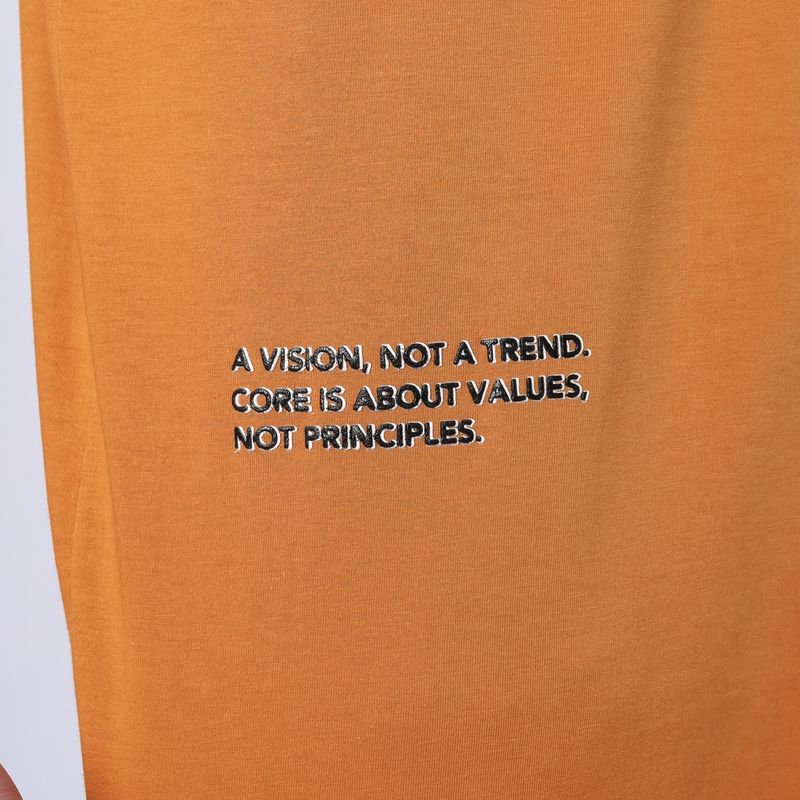 A VISION, NOT A TREND.
CORE IS ABOUT VALUES,
NOT PRINCIPLES.